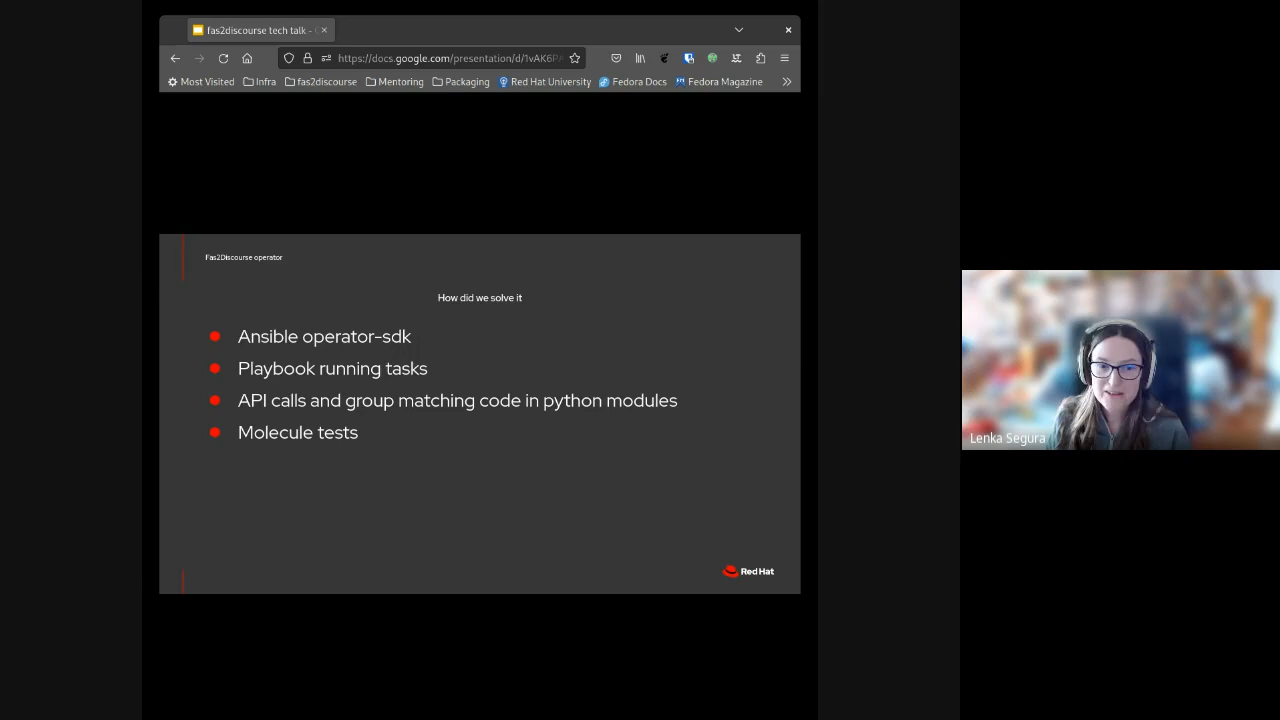 fas2discourse tech talk -
https://docs.google.com/presentation/d/1vAK6P
Most Visited Infra fas2discourse Mentoring Packaging Red Hat University Fedora Docs Fedora Magazine
Fas2Discourse operator
How did we solve it
Ansible operator-sdk
Playbook running tasks
API calls and group matching code in python modules
Molecule tests
Red Hat
Lenka Segura